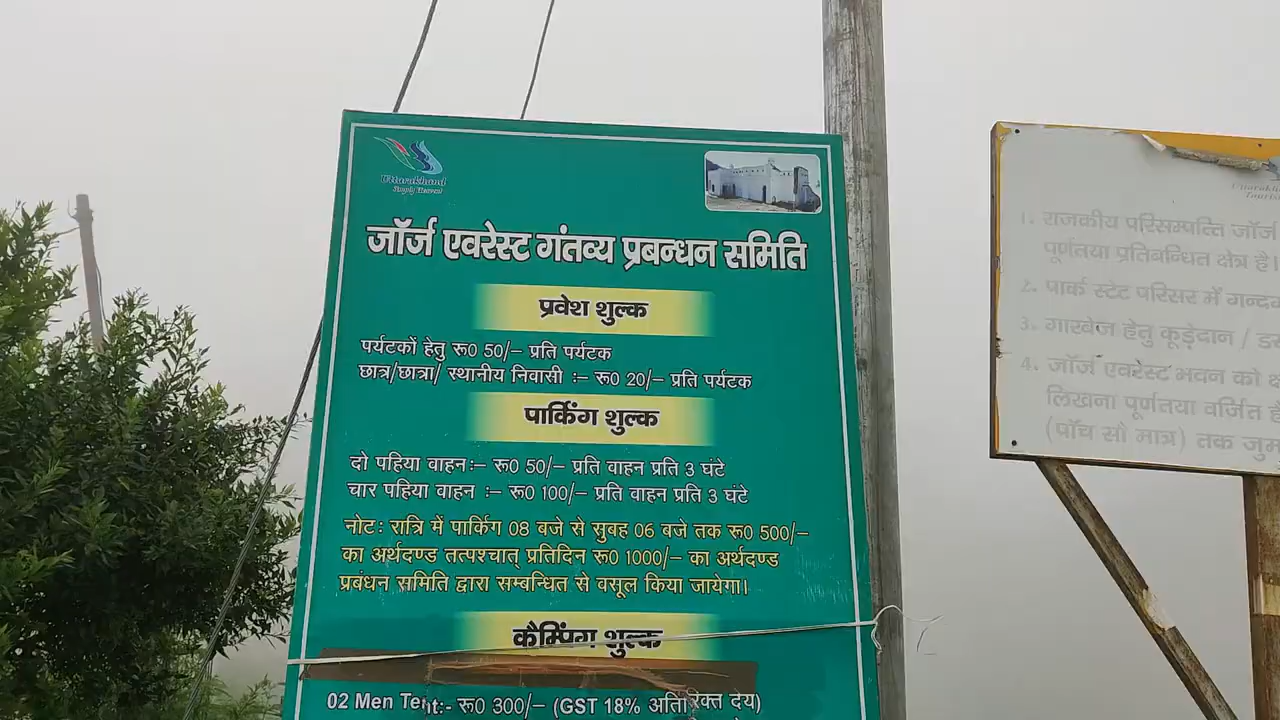 Uttarakhand
Simply Heaven!
जॉर्ज एवरेस्ट गंतव्य प्रबन्धन समिति
प्रवेश शुल्क
पर्यटकों हेतु रू0 50/– प्रति पर्यटक
छात्र/छात्रा/ स्थानीय निवासी :– रू0 20/– प्रति पर्यटक
पार्किंग शुल्क
दो पहिया वाहन:– रू0 50/– प्रति वाहन प्रति 3 घंटे
चार पहिया वाहन :– रू0 100/– प्रति वाहन प्रति 3 घंटे
नोट: रात्रि में पार्किग 08 बजे से सुबह 06 बजे तक रू0 500/–
का अर्थदण्ड तत्पश्चात् प्रतिदिन रू0 1000/– का अर्थदण्ड
प्रबंधन समिति द्वारा सम्बन्धित से वसूल किया जायेगा।
कैम्पिंग शुल्क
02 Men Tent:- रू0 300/– (GST 18% अतिरिक्त देय)
1. राजकीय परिसम्पत्ति जॉर्ज
पूर्णतया प्रतिबन्धित क्षेत्र है।
2. पार्क स्टेट परिसर में
3. गारबेज हेतु कूड़ेदान /
4. जॉर्ज एवरेस्ट भवन को
लिखना पूर्णतया वर्जित
(पाँच सौ मात्र) तक